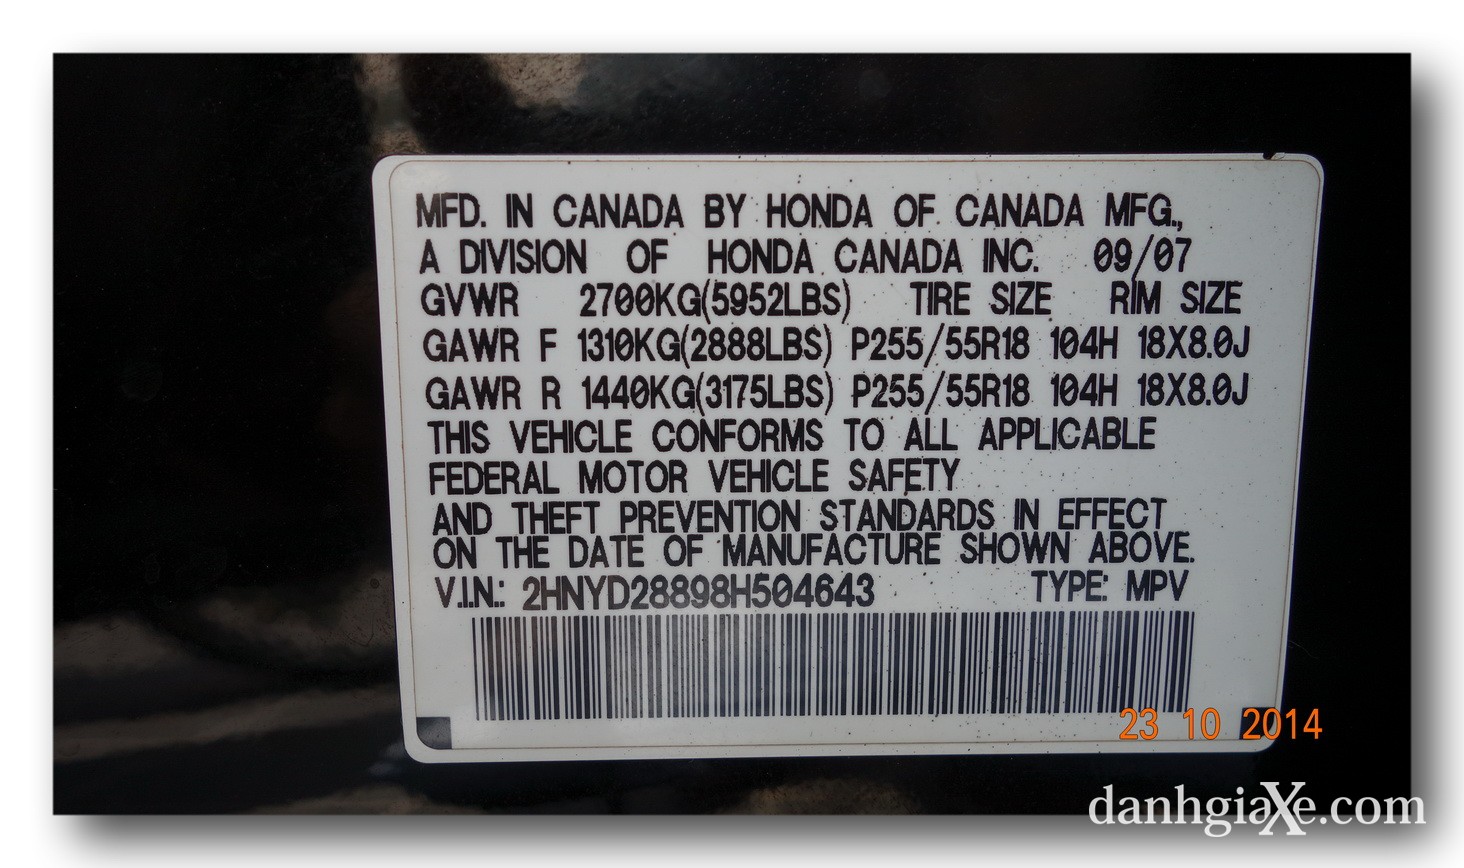 MFD. IN CANADA BY HONDA OF CANADA MFG.,
A DIVISION OF HONDA CANADA INC. 09/07
GVWR 2700KG(5952LBS) TIRE SIZE RIM SIZE
GAWR F 1310KG(2888LBS) P255/55R18 104H 18X8.0J
GAWR R 1440KG(3175LBS) P255/55R18 104H 18X8.0J
THIS VEHICLE CONFORMS TO ALL APPLICABLE
FEDERAL MOTOR VEHICLE SAFETY
AND THEFT PREVENTION STANDARDS IN EFFECT
ON THE DATE OF MANUFACTURE SHOWN ABOVE.
V.I.N.: 2HNYD28898H504643 TYPE: MPV
23 10 2014
danhgiaXe.com